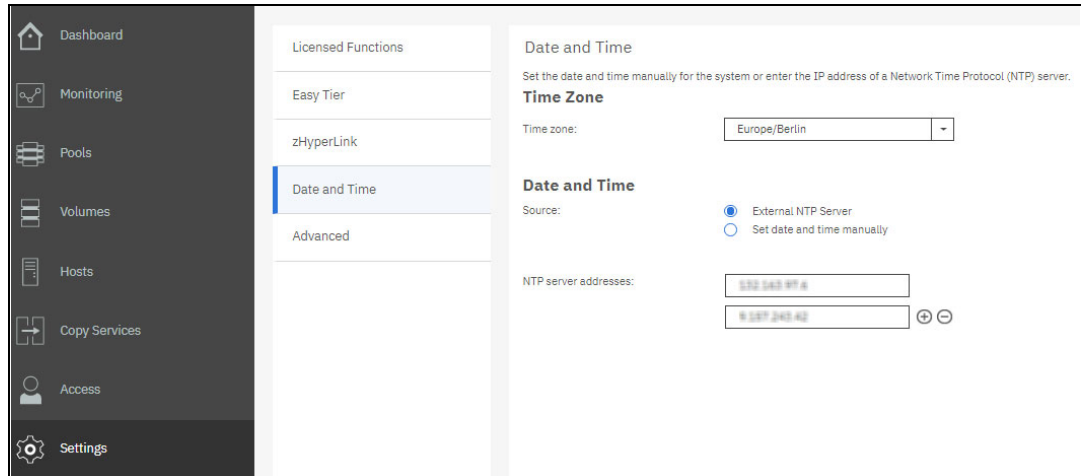 Dashboard
Monitoring
Pools
Volumes
Hosts
Copy Services
Access
Settings
Licensed Functions
Easy Tier
zHyperLink
Date and Time
Advanced
Date and Time
Set the date and time manually for the system or enter the IP address of a Network Time Protocol (NTP) server.
Time Zone
Time zone: Europe/Berlin
Date and Time
Source: External NTP Server
Set date and time manually
NTP server addresses: